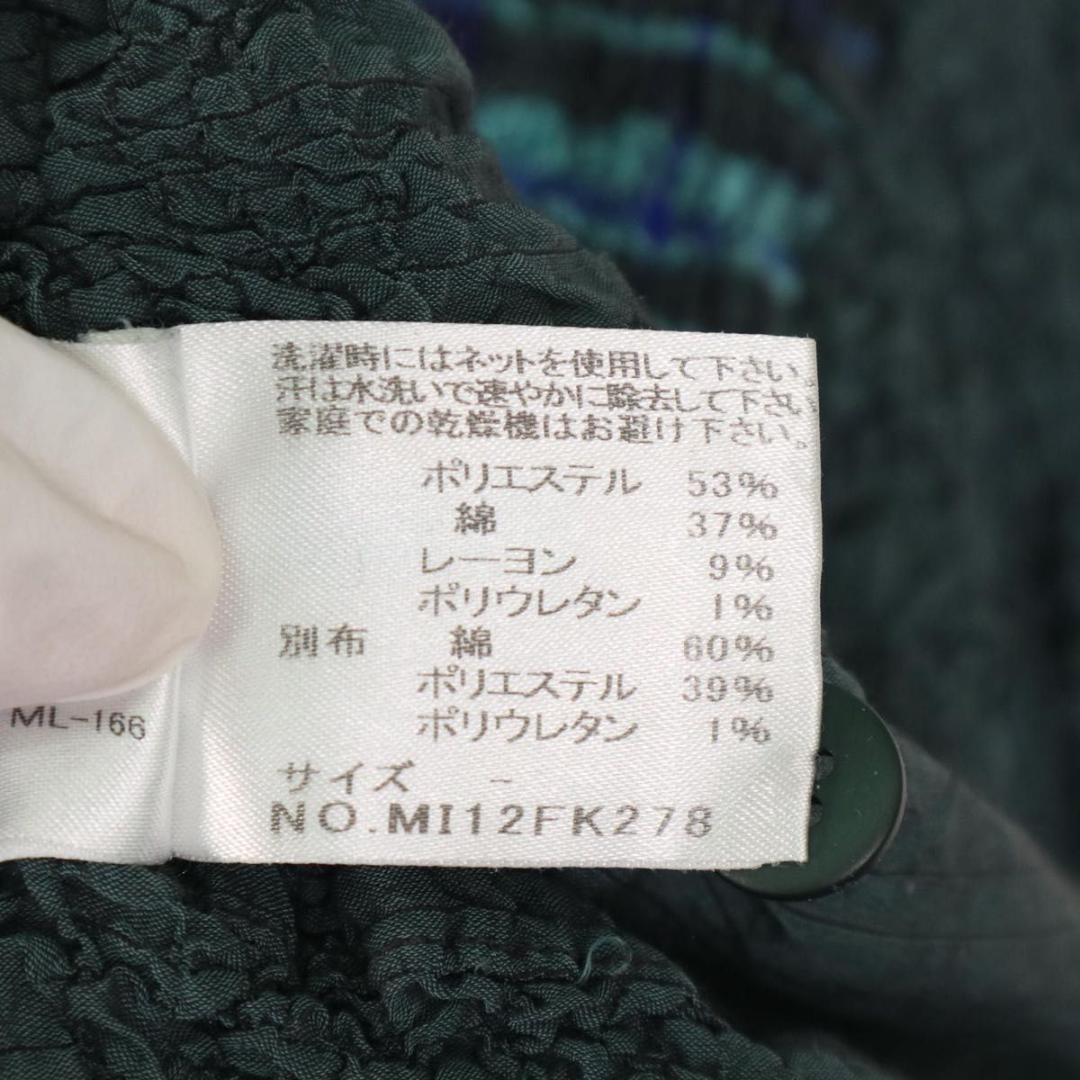 洗濯時にはネットを使用して下さい。
汗は水洗いで速やかに除去して下さい
家庭での乾燥機はお避け下さい。
ポリエステル 53%
綿 37%
レーヨン 9%
ポリウレタン 1%
別布 綿 60%
ポリエステル 39%
ポリウレタン 1%
サイズ -
NO.MI12FK278
ML-166